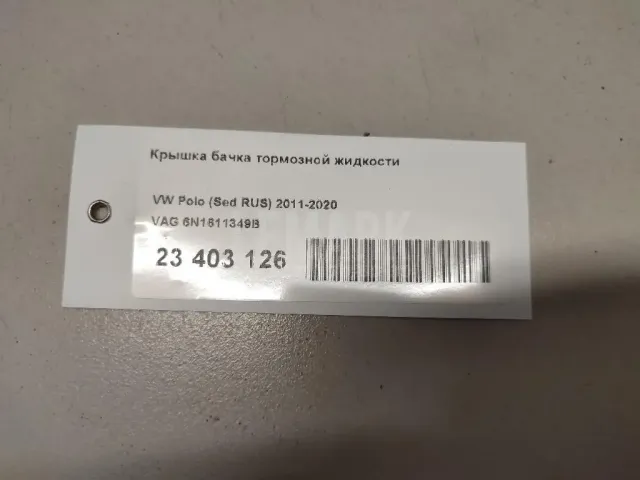 Крышка бачка тормозной жидкости
VW Polo (Sed RUS) 2011-2020
VAG 6N1611349B
23 403 126